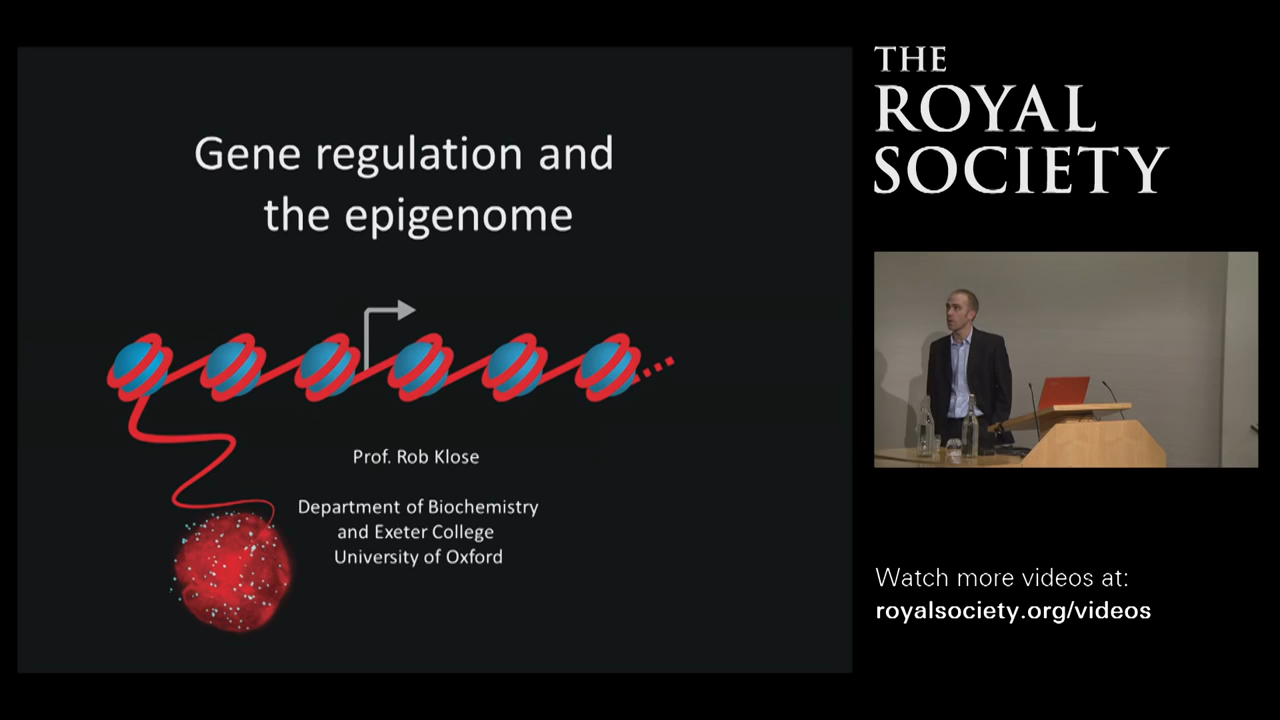 Gene regulation and
the epigenome
Prof. Rob Klose
Department of Biochemistry
and Exeter College
University of Oxford
THE
ROYAL
SOCIETY
Watch more videos at:
royalsociety.org/videos